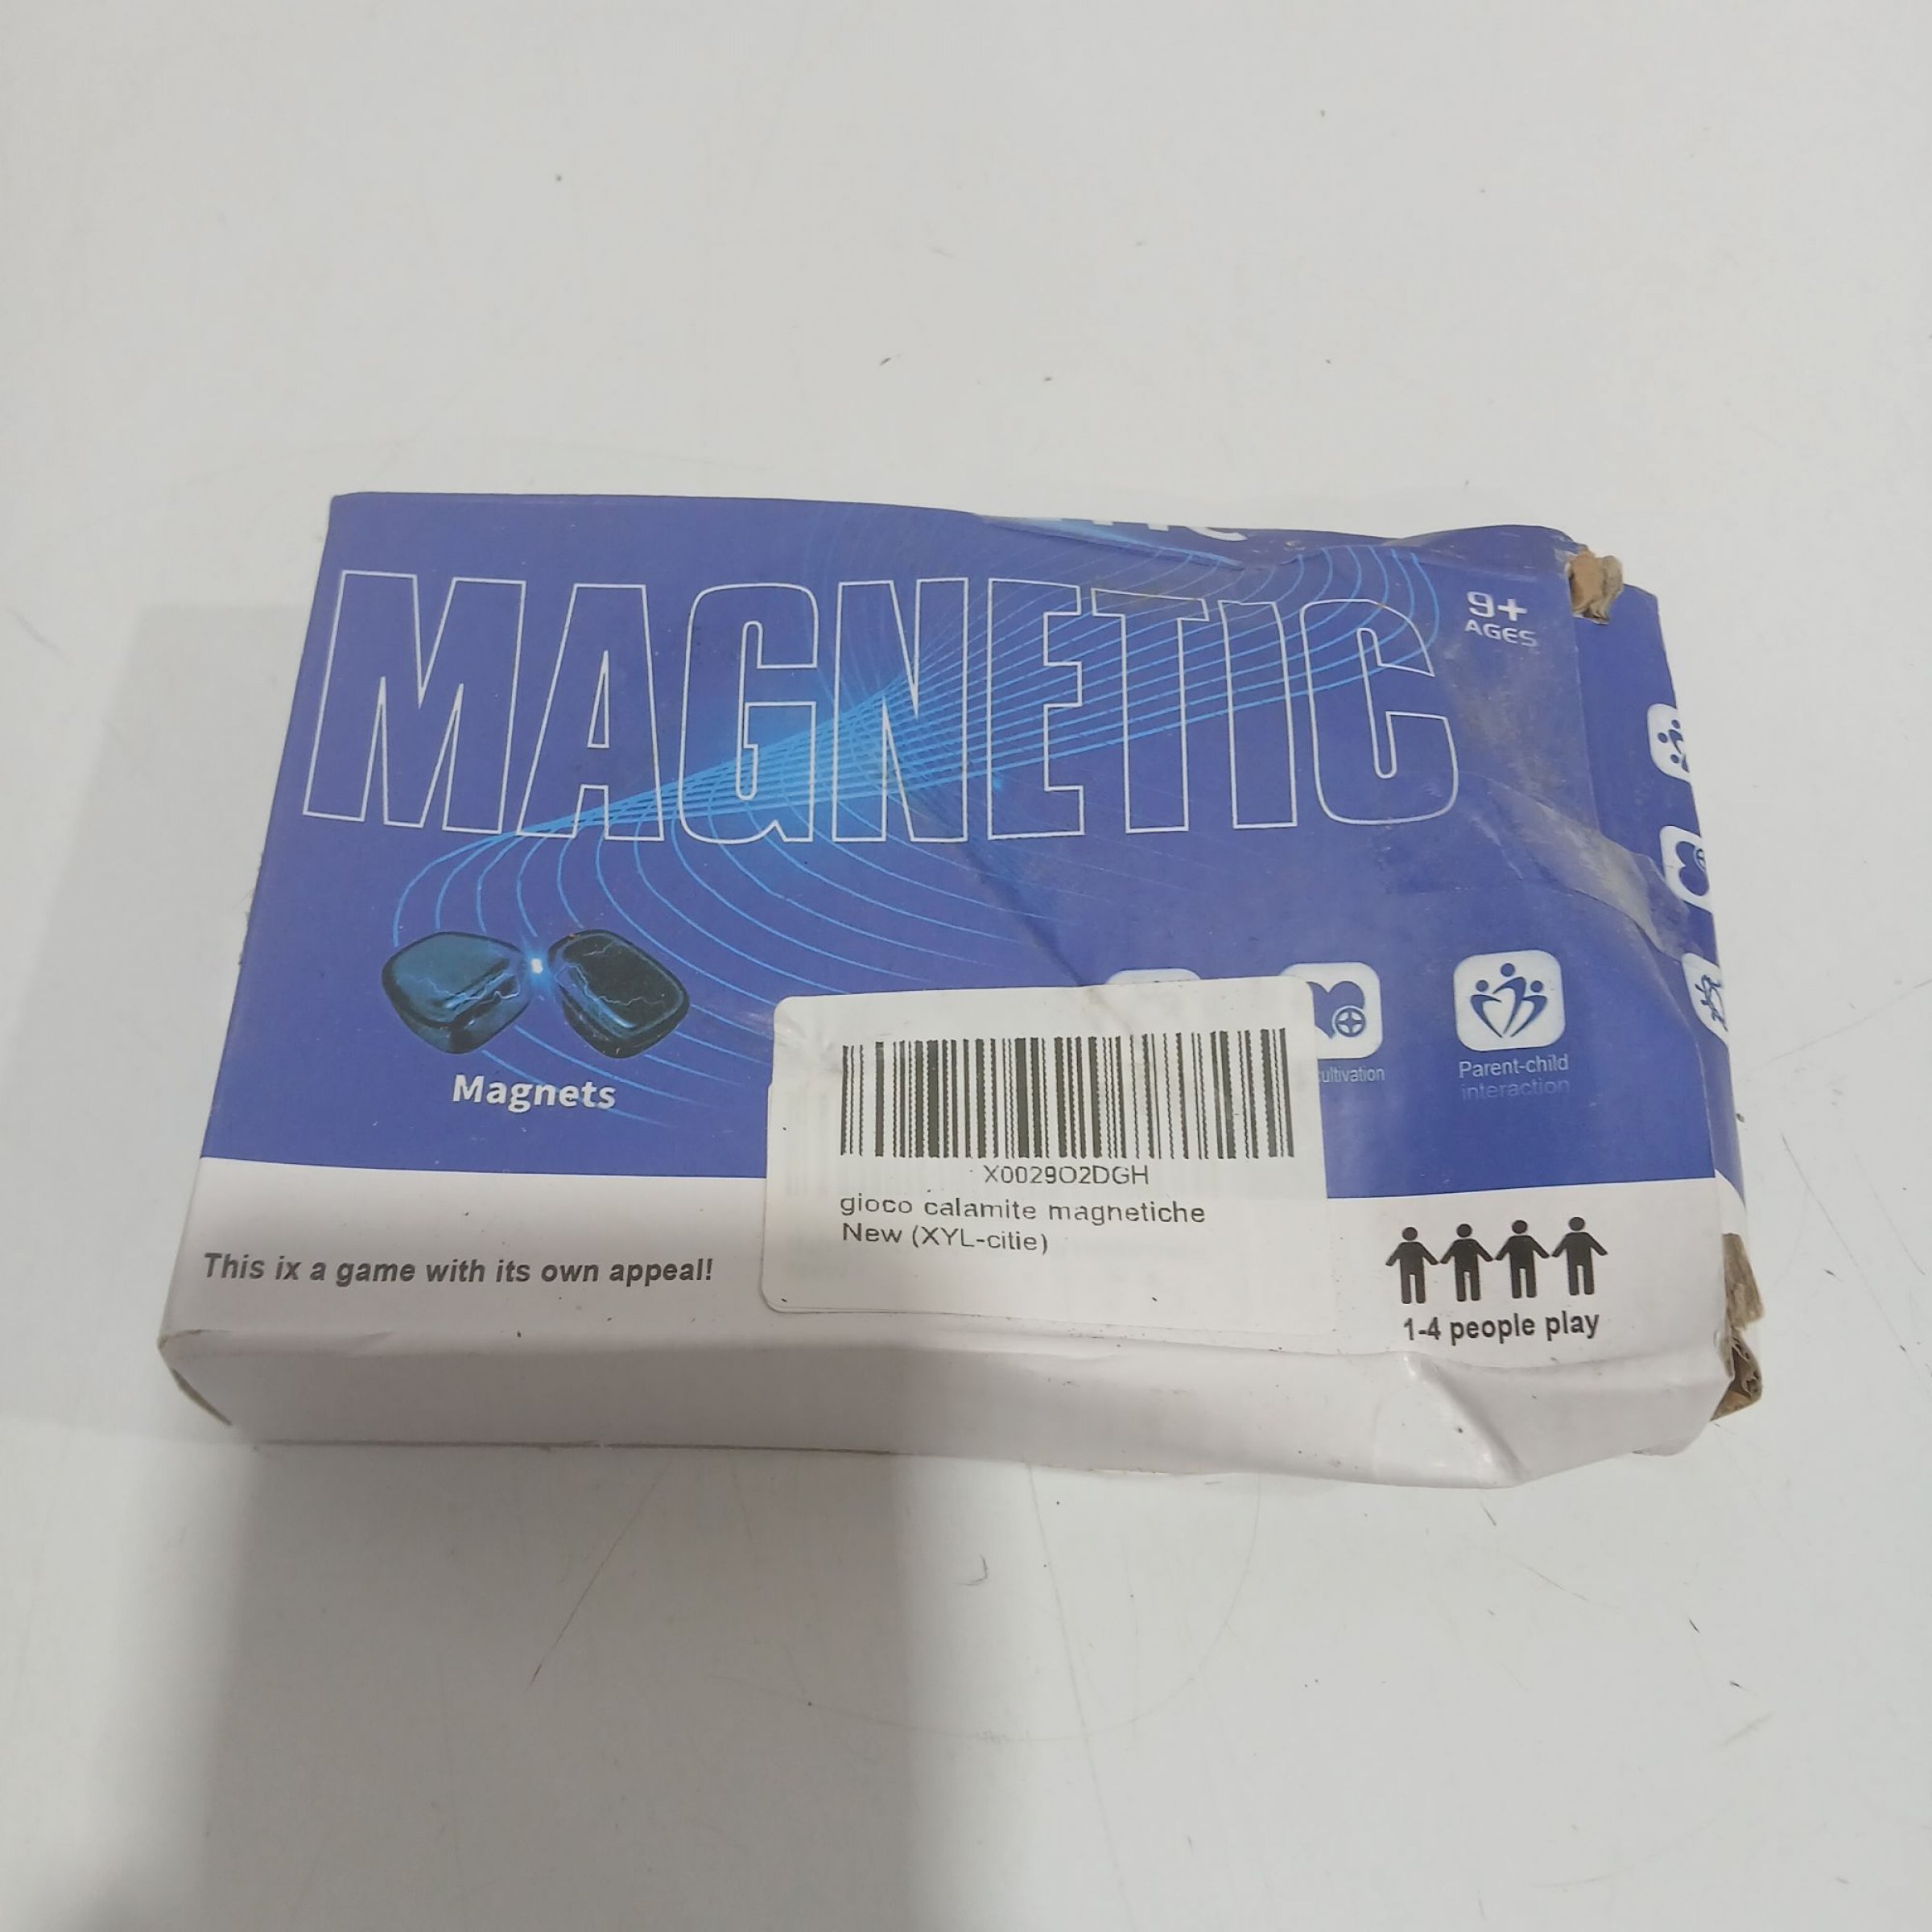 MAGNETIC
9+
AGES
Magnets
Parent-child
interaction
X0029O2DGH
gioco calamite magnetiche
New (XYL-citie)
This ix a game with its own appeal!
1-4 people play